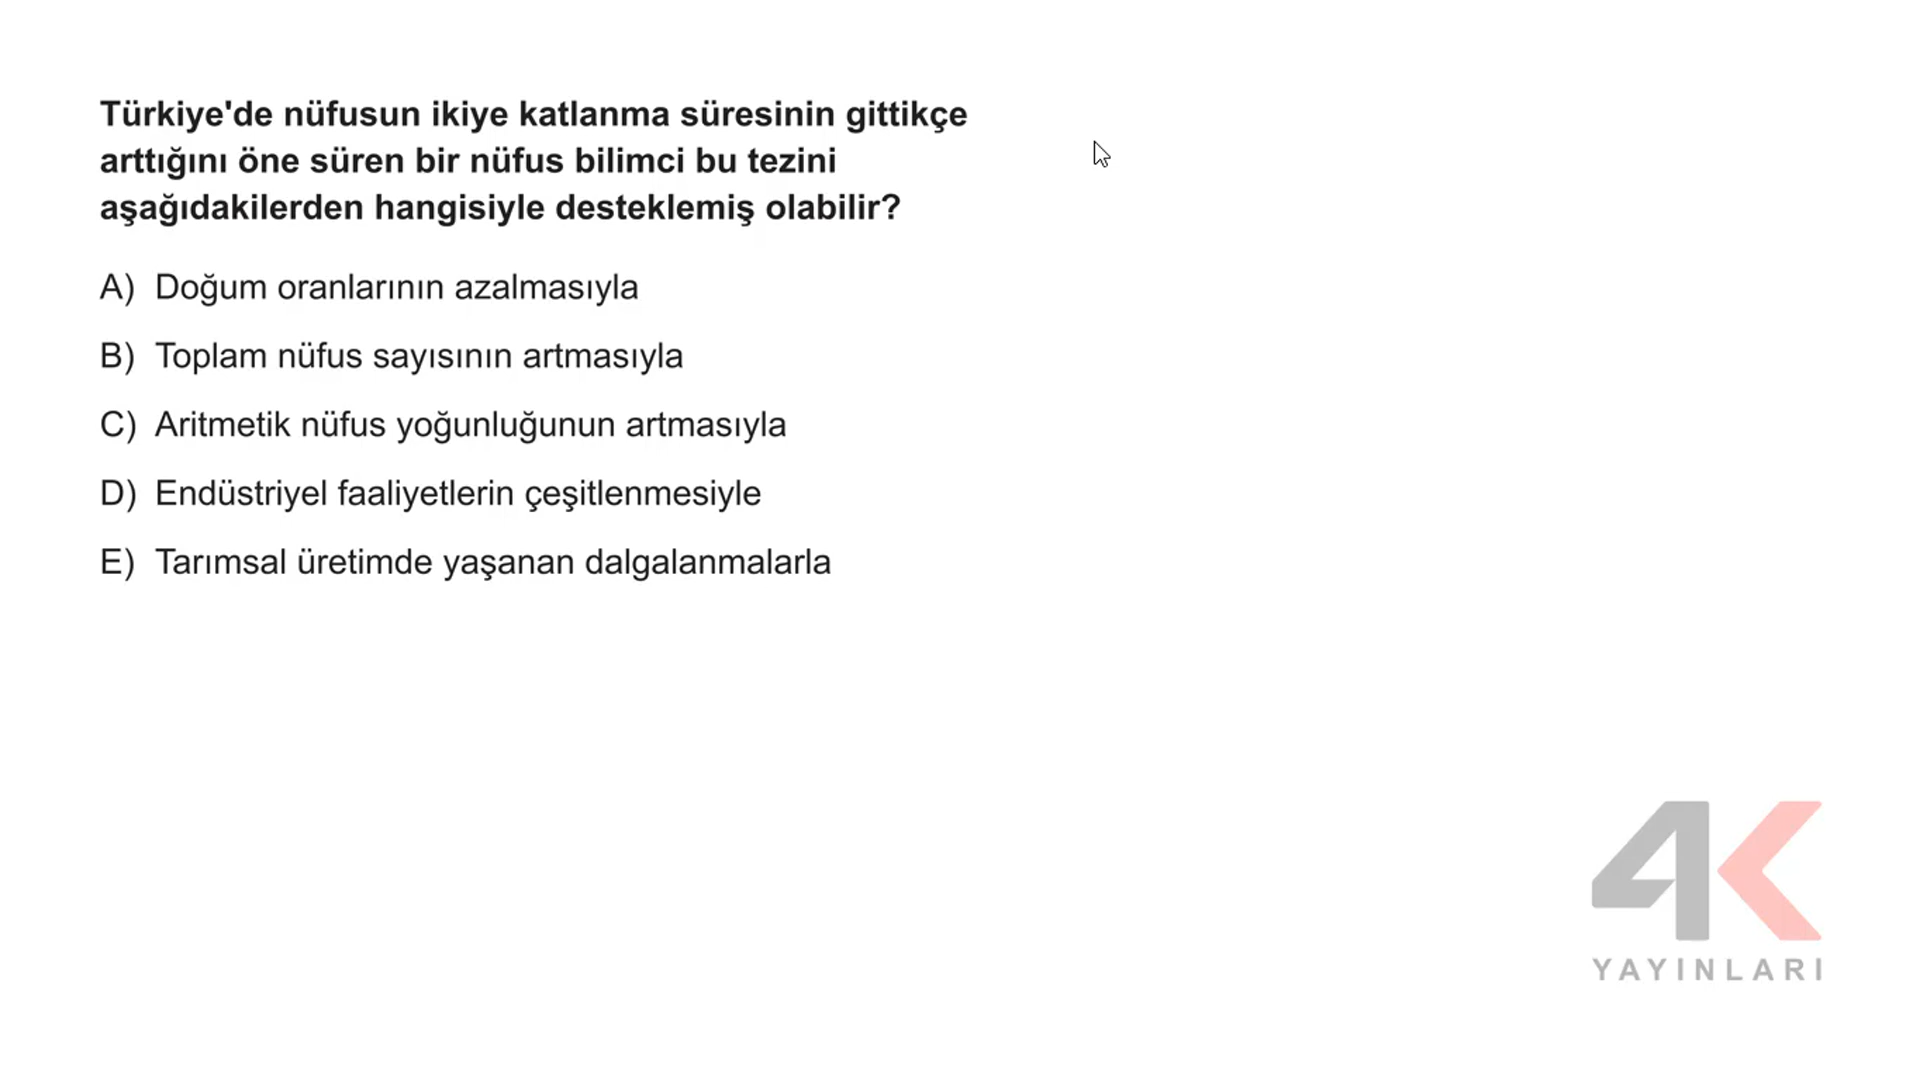 Türkiye'de nüfusun ikiye katlanma süresinin gittikçe
arttığını öne süren bir nüfus bilimci bu tezini
aşağıdakilerden hangisiyle desteklemiş olabilir?
A) Doğum oranlarının azalmasıyla
B) Toplam nüfus sayısının artmasıyla
C) Aritmetik nüfus yoğunluğunun artmasıyla
D) Endüstriyel faaliyetlerin çeşitlenmesiyle
E) Tarımsal üretimde yaşanan dalgalanmalarla
4K
YAYINLARI